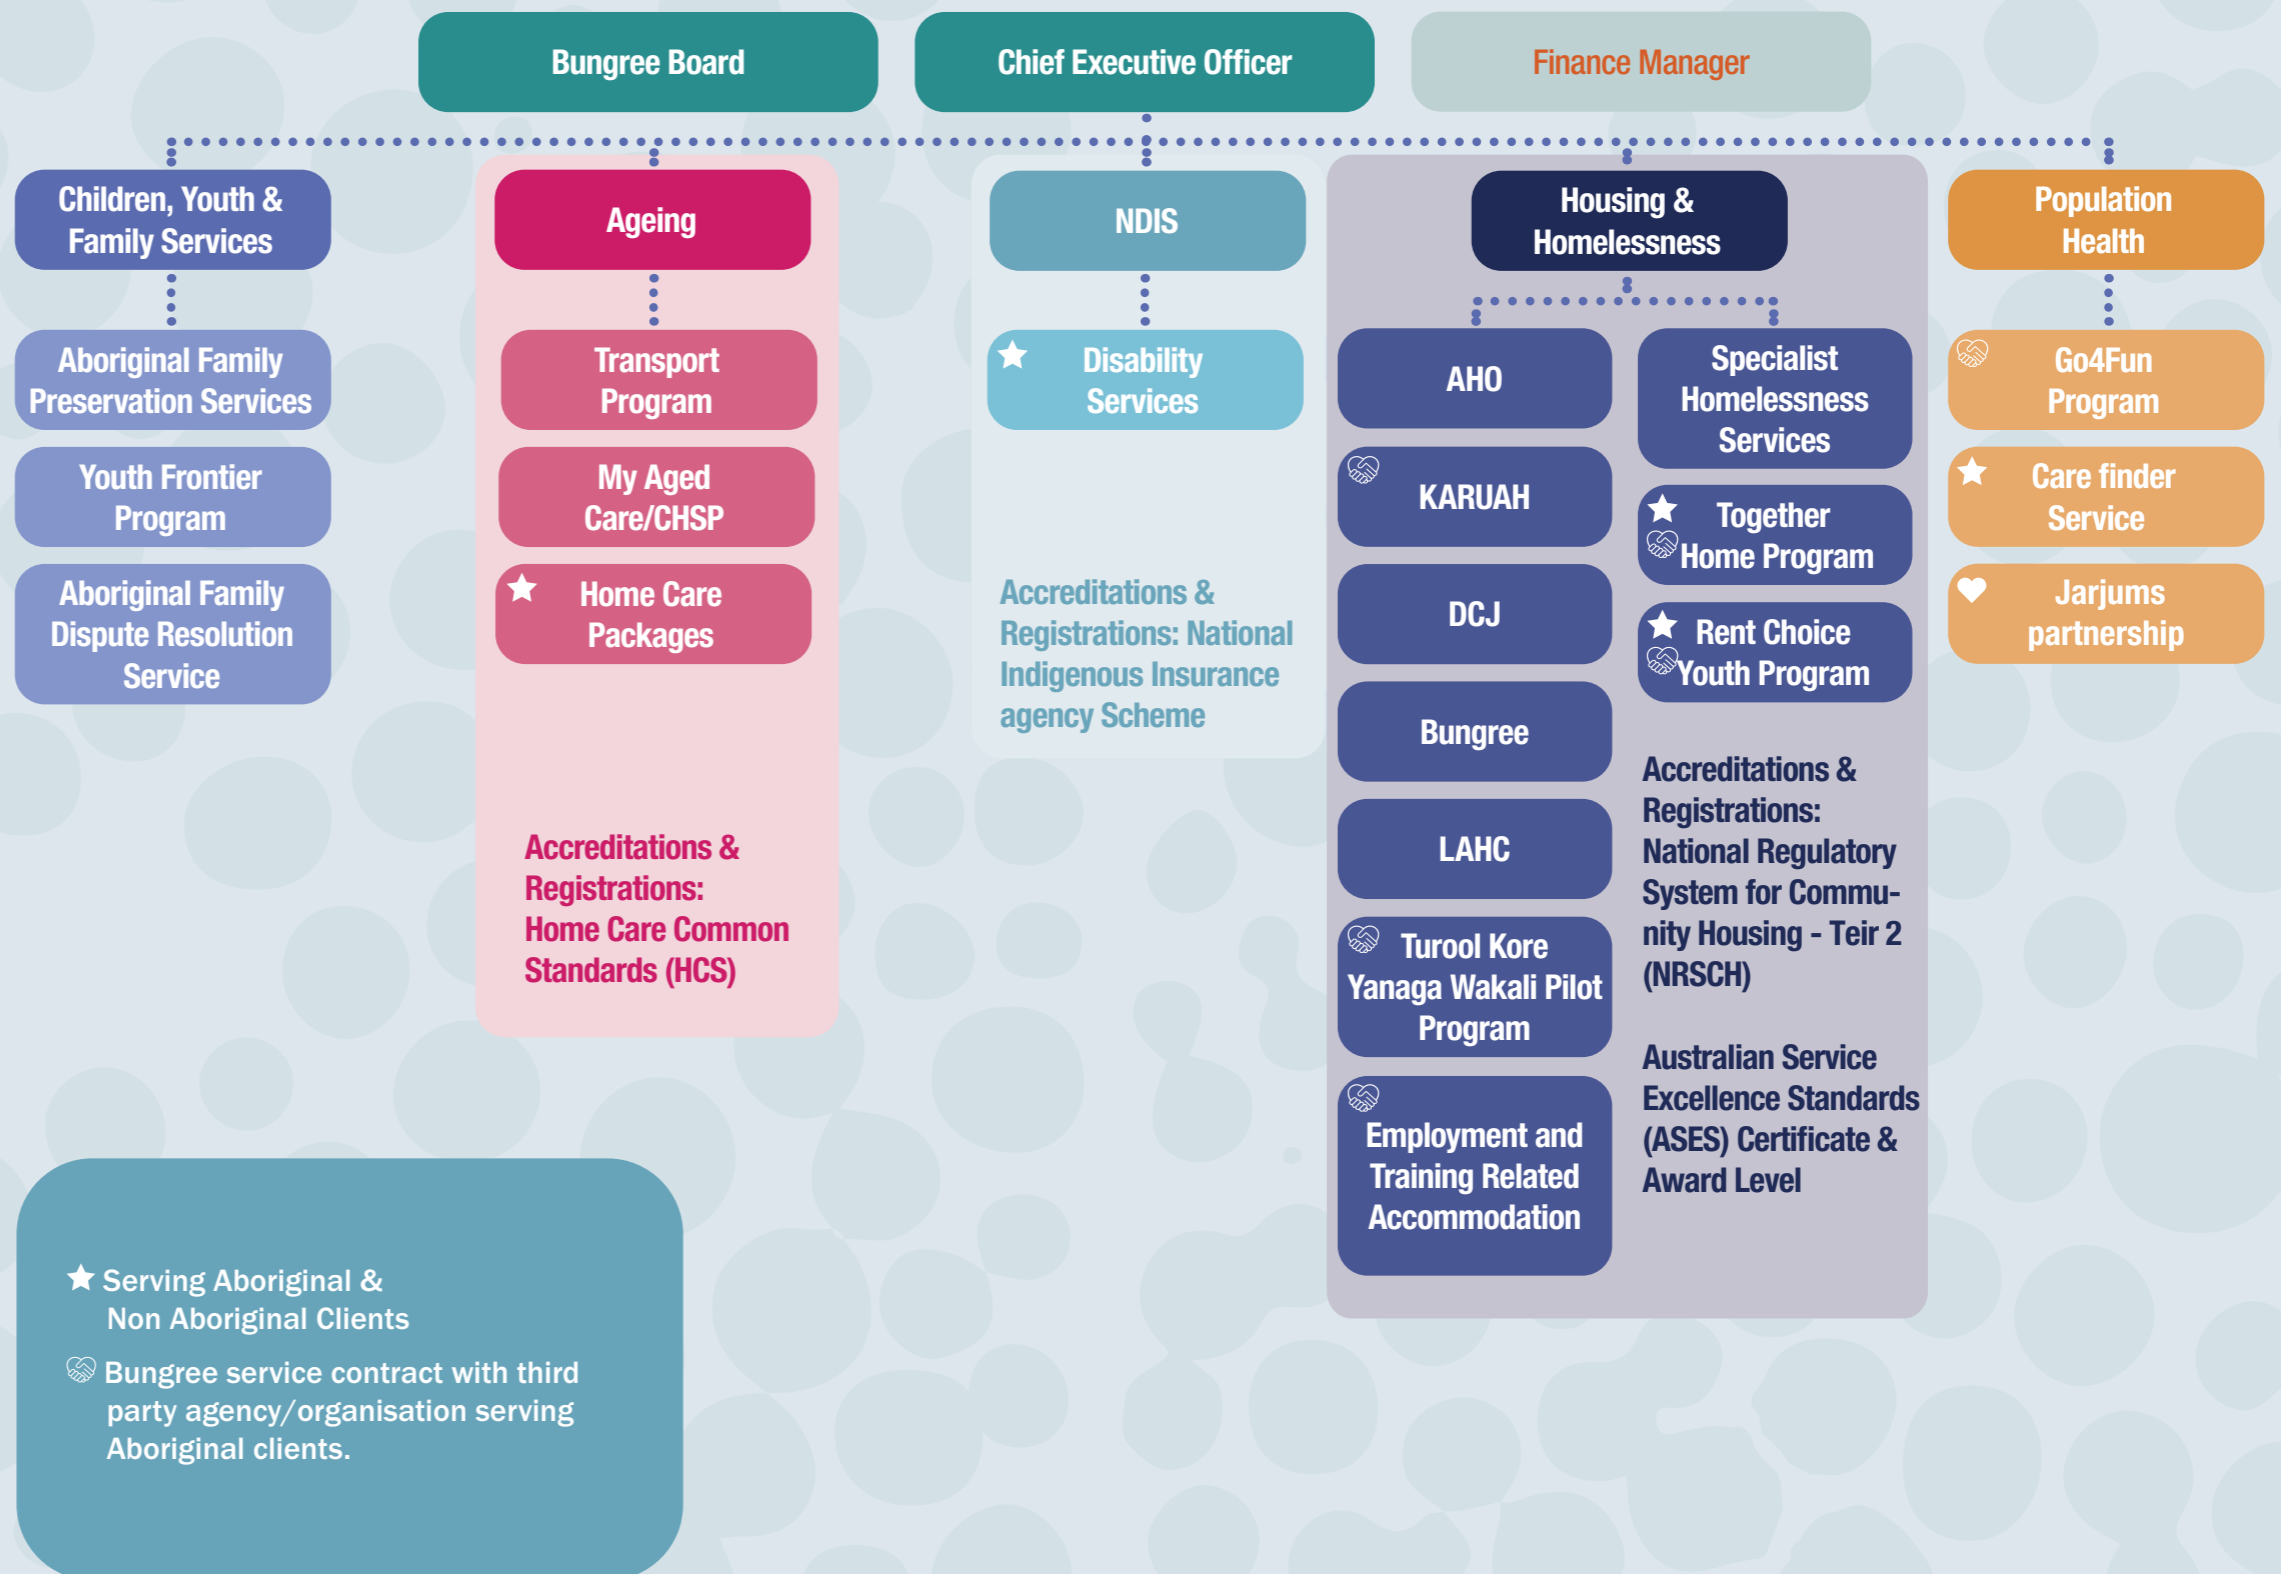 Bungree Board
Chief Executive Officer
Finance Manager
Children, Youth &
Family Services
Aboriginal Family
Preservation Services
Youth Frontier
Program
Aboriginal Family
Dispute Resolution
Service
Ageing
Transport
Program
My Aged
Care/CHSP
Home Care
Packages
Accreditations &
Registrations:
Home Care Common
Standards (HCS)
NDIS
Disability
Services
Accreditations &
Registrations: National
Indigenous Insurance
agency Scheme
Housing &
Homelessness
AHO
KARUAH
DCJ
Bungree
LAHC
Turool Kore
Yanaga Wakali Pilot
Program
Employment and
Training Related
Accommodation
Specialist
Homelessness
Services
Together
Home Program
Rent Choice
Youth Program
Accreditations &
Registrations:
National Regulatory
System for Commu-
nity Housing - Teir 2
(NRSCH)
Australian Service
Excellence Standards
(ASES) Certificate &
Award Level
Population
Health
Go4Fun
Program
Care finder
Service
Jarjums
partnership
Serving Aboriginal &
Non Aboriginal Clients
Bungree service contract with third
party agency/organisation serving
Aboriginal clients.